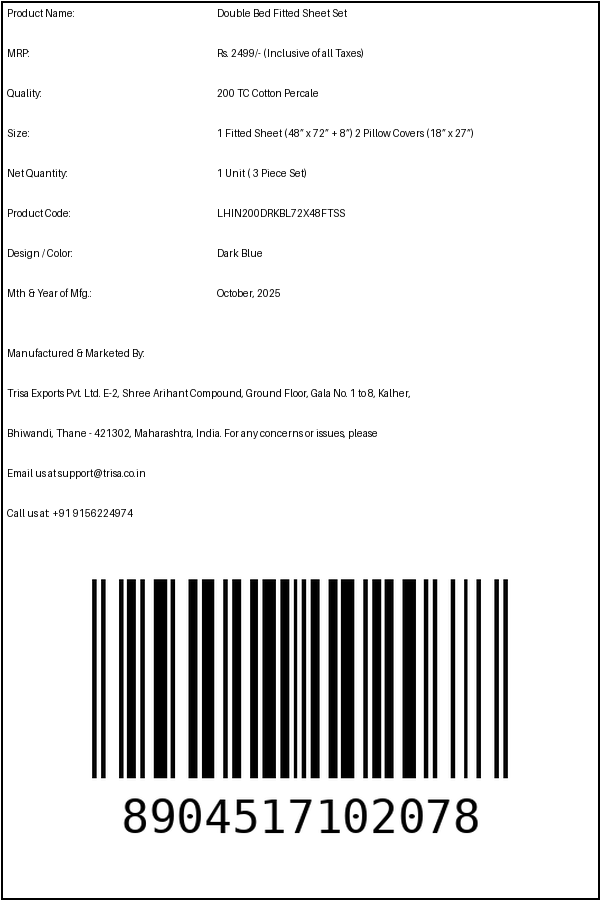 Product Name: Double Bed Fitted Sheet Set
MRP: Rs. 2499/- (Inclusive of all Taxes)
Quality: 200 TC Cotton Percale
Size: 1 Fitted Sheet (48” x 72” + 8”) 2 Pillow Covers (18” x 27”)
Net Quantity: 1 Unit ( 3 Piece Set)
Product Code: LHIN200DRKBL72X48FTSS
Design / Color: Dark Blue
Mth & Year of Mfg.: October, 2025
Manufactured & Marketed By:
Trisa Exports Pvt. Ltd. E-2, Shree Arihant Compound, Ground Floor, Gala No. 1 to 8, Kalher,
Bhiwandi, Thane - 421302, Maharashtra, India. For any concerns or issues, please
Email us at support@trisa.co.in
Call us at: +91 9156224974
8904517102078